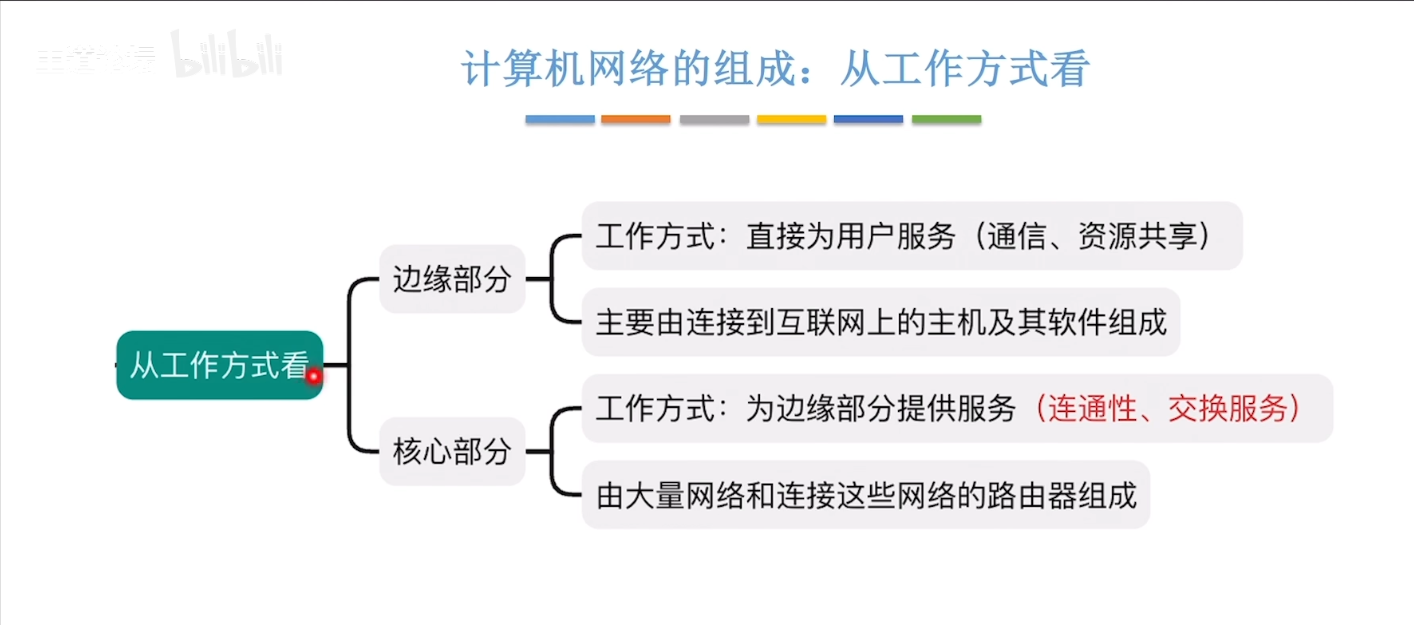 bilibili
计算机网络的组成：从工作方式看
工作方式：直接为用户服务（通信、资源共享）
边缘部分
主要由连接到互联网上的主机及其软件组成
从工作方式看
工作方式：为边缘部分提供服务（连通性、交换服务）
核心部分
由大量网络和连接这些网络的路由器组成